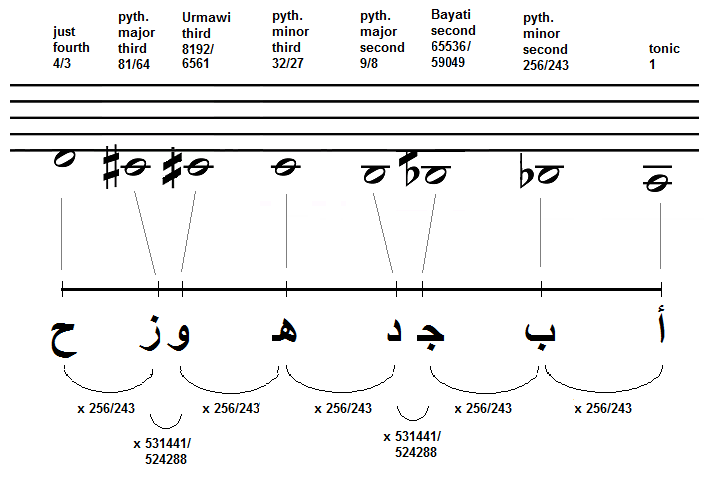 just
fourth
4/3
pyth.
major
third
81/64
Urmawi
third
8192/
6561
pyth.
minor
third
32/27
pyth.
major
second
9/8
Bayati
second
65536/
59049
pyth.
minor
second
256/243
tonic
1
أ ب ج د ه و ز ح
x 256/243
x 256/243
x 256/243
x 256/243
x 256/243
x 531441/
524288
x 531441/
524288